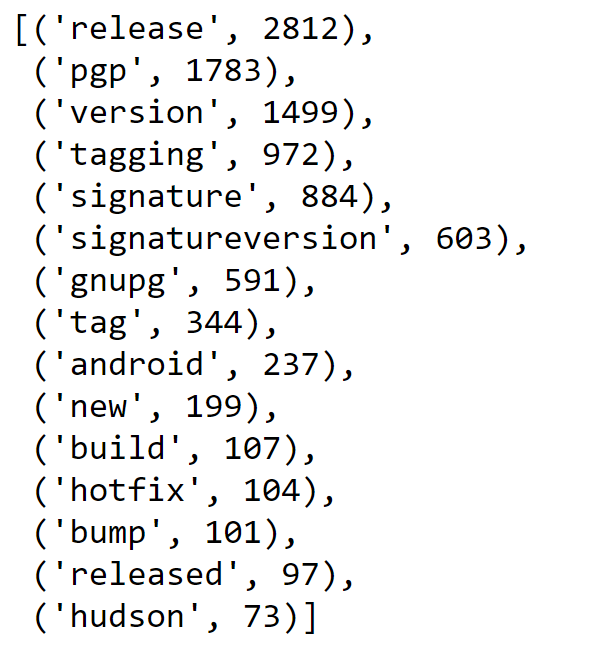 [('release', 2812),
('pgp', 1783),
('version', 1499),
('tagging', 972),
('signature', 884),
('signatureversion', 603),
('gnupg', 591),
('tag', 344),
('android', 237),
('new', 199),
('build', 107),
('hotfix', 104),
('bump', 101),
('released', 97),
('hudson', 73)]